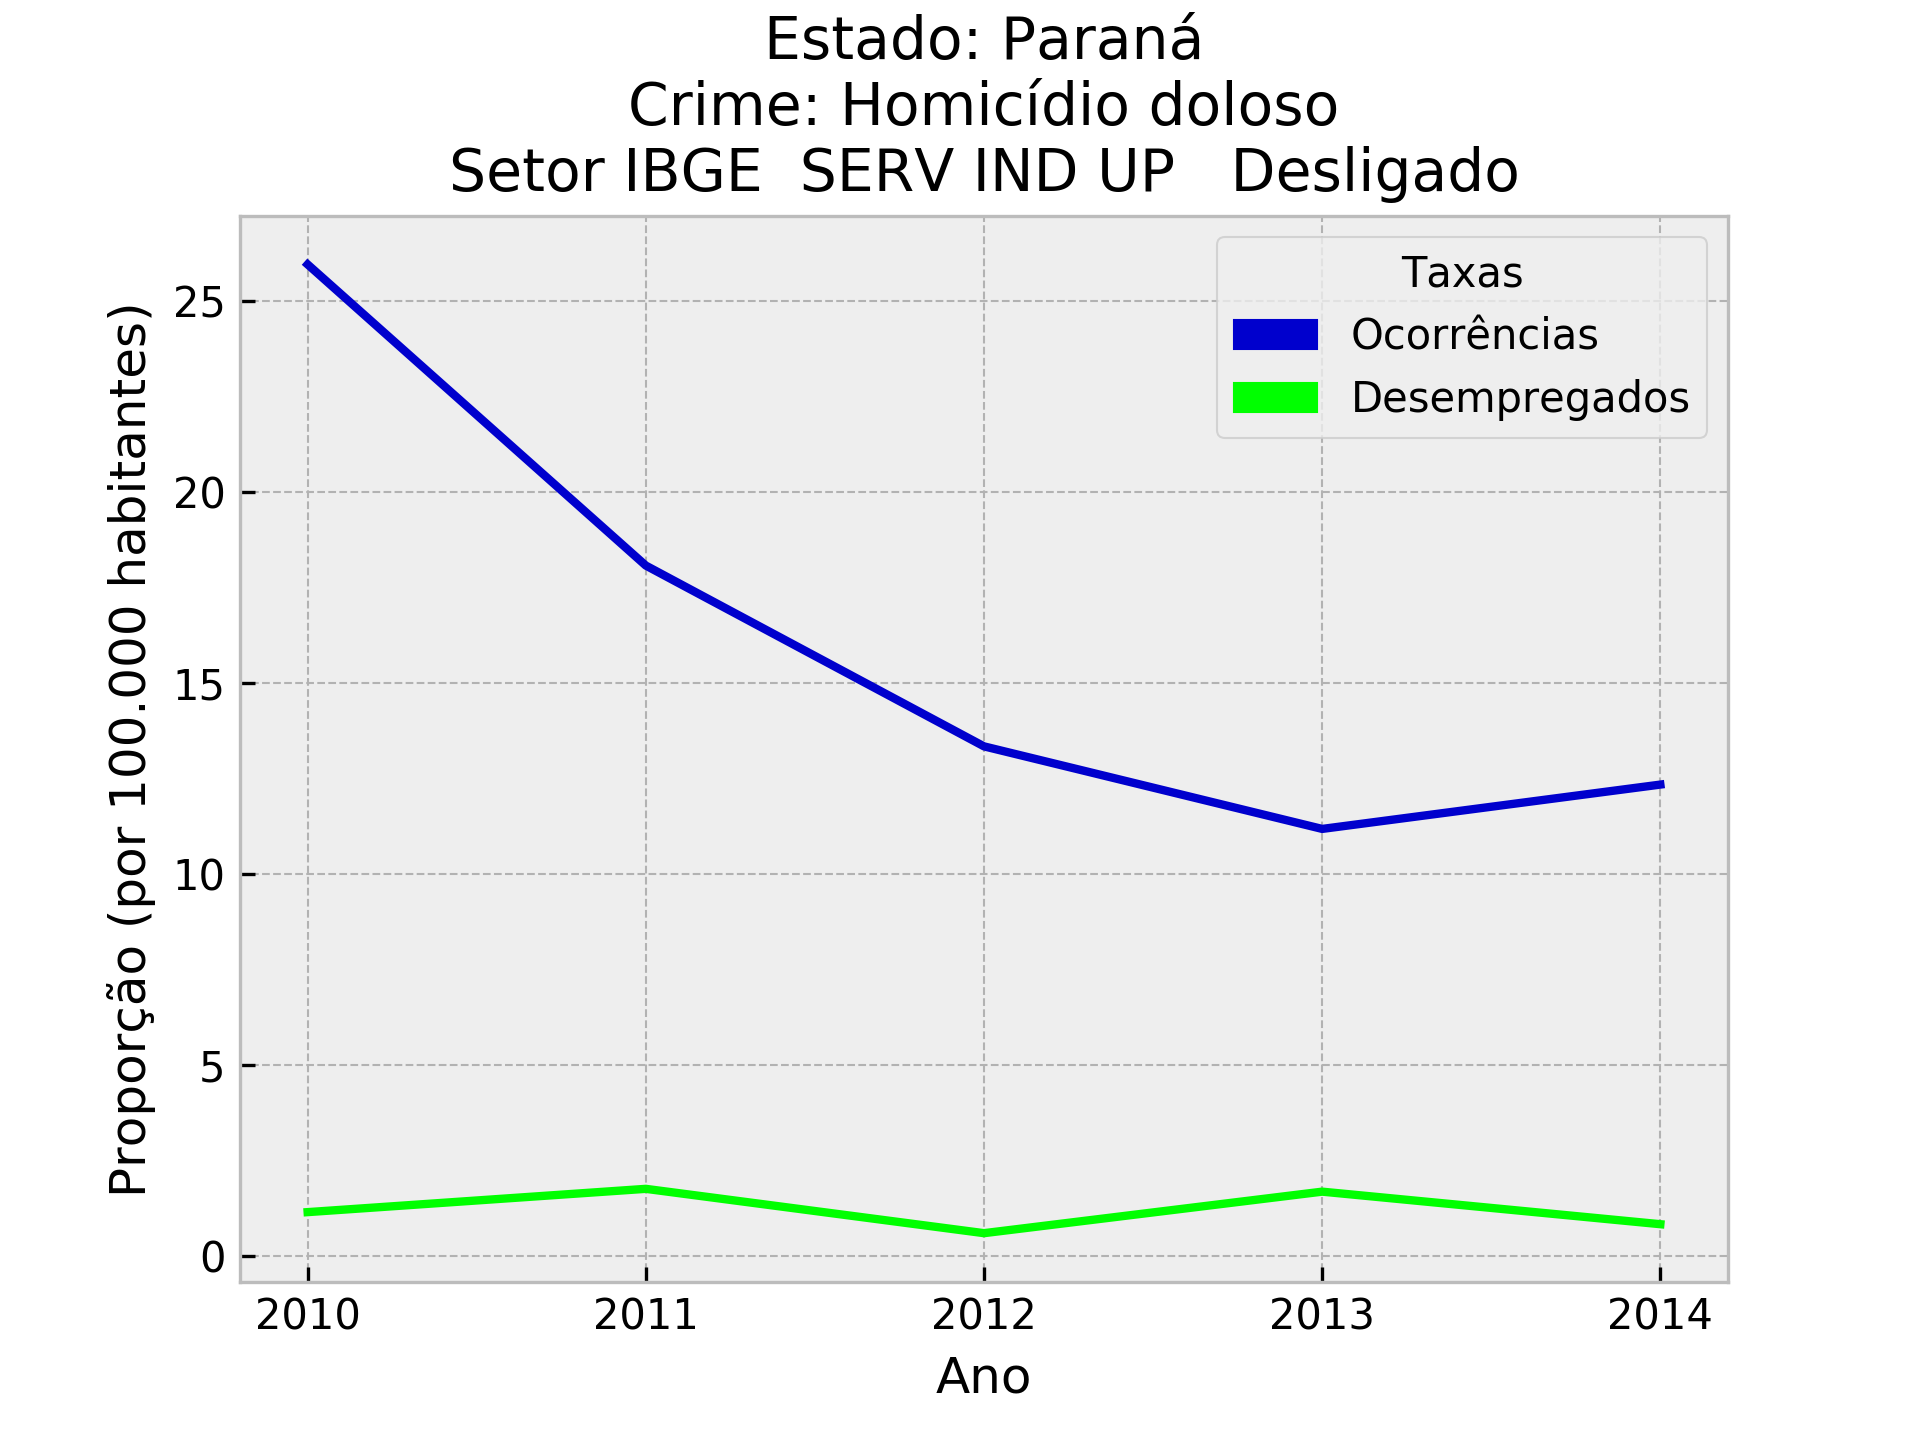 Estado: Paraná
Crime: Homicídio doloso
Setor IBGE  SERV IND UP   Desligado
Taxas
Ocorrências
Desempregados
Proporção (por 100.000 habitantes)
25
20
15
10
5
0
2010 2011 2012 2013 2014
Ano